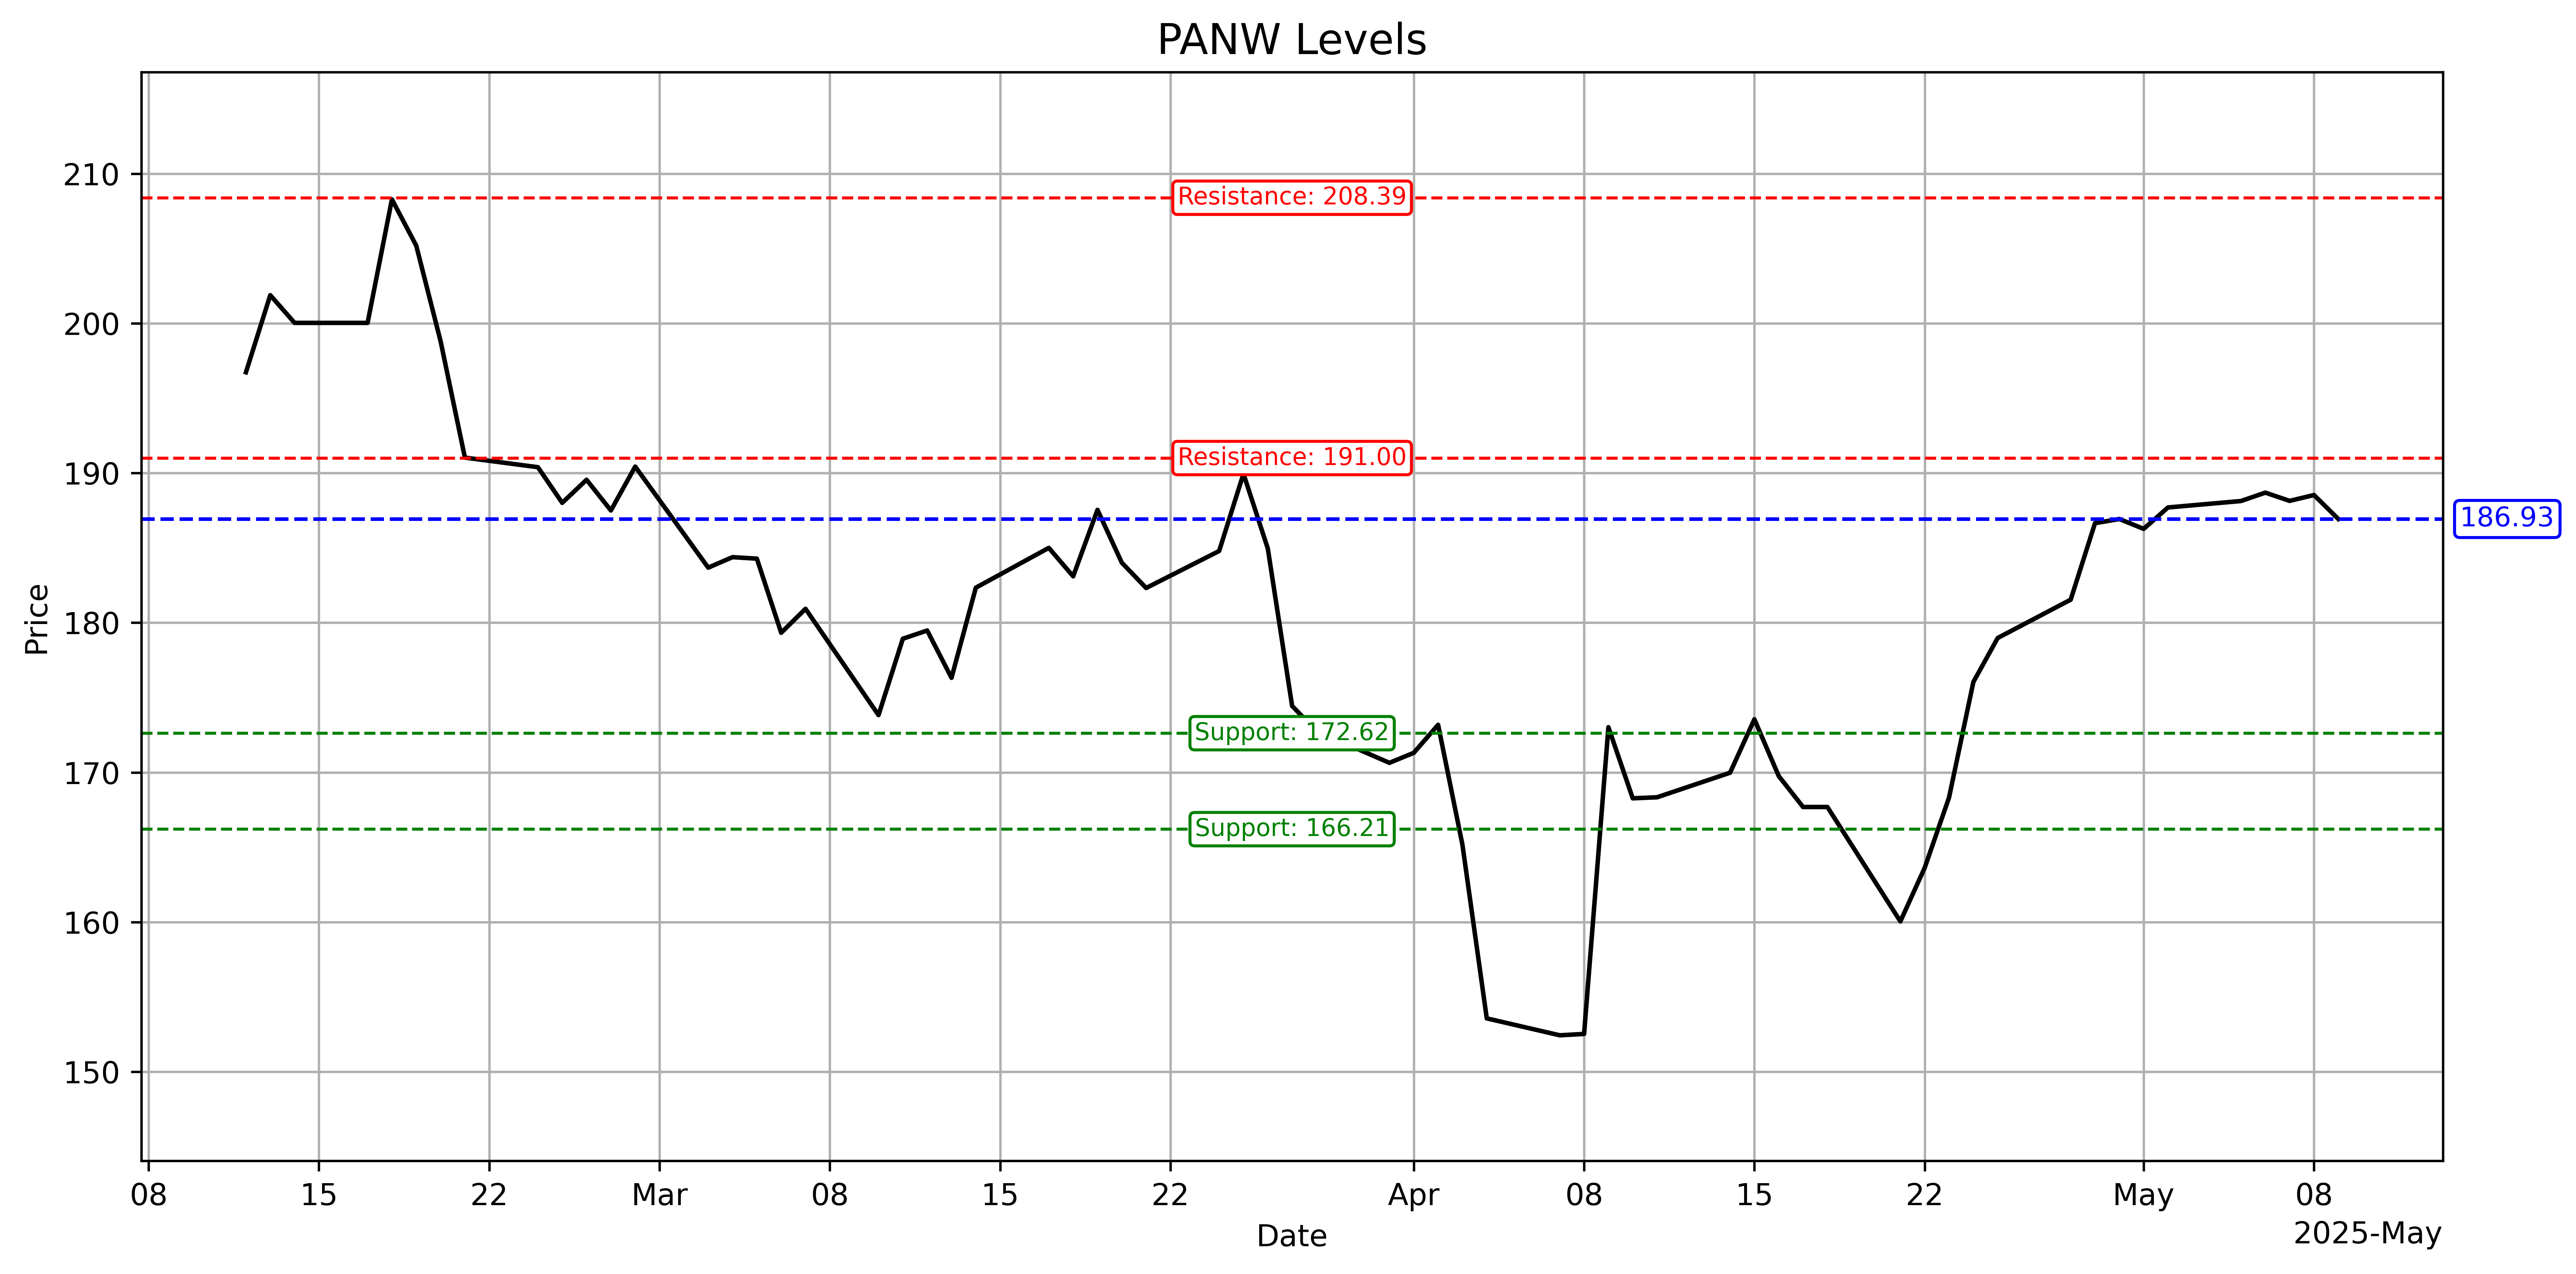 PANW Levels
210
Resistance: 208.39
200
Resistance: 191.00
190
186.93
Price
180
Support: 172.62
170
Support: 166.21
160
150
08 15 22 Mar 08 15 22 Apr 08 15 22 May 08
Date
2025-May